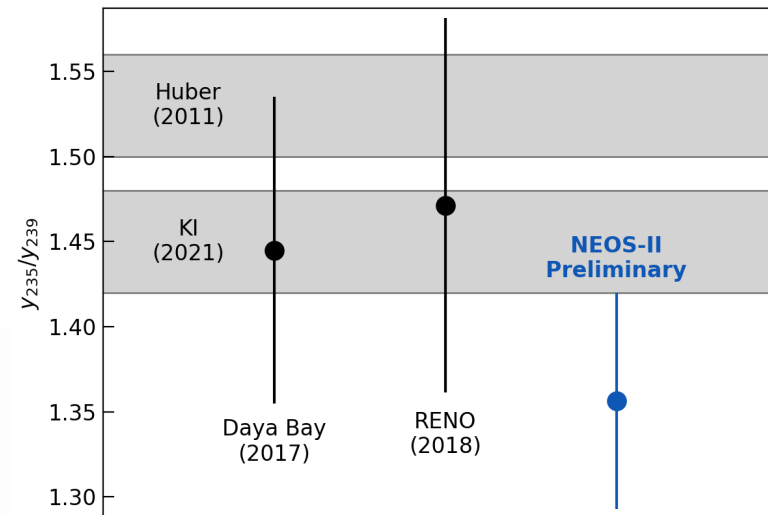 y235/y239
1.55
1.50
1.45
1.40
1.35
1.30
Huber
(2011)
KI
(2021)
NEOS-II
Preliminary
Daya Bay
(2017)
RENO
(2018)